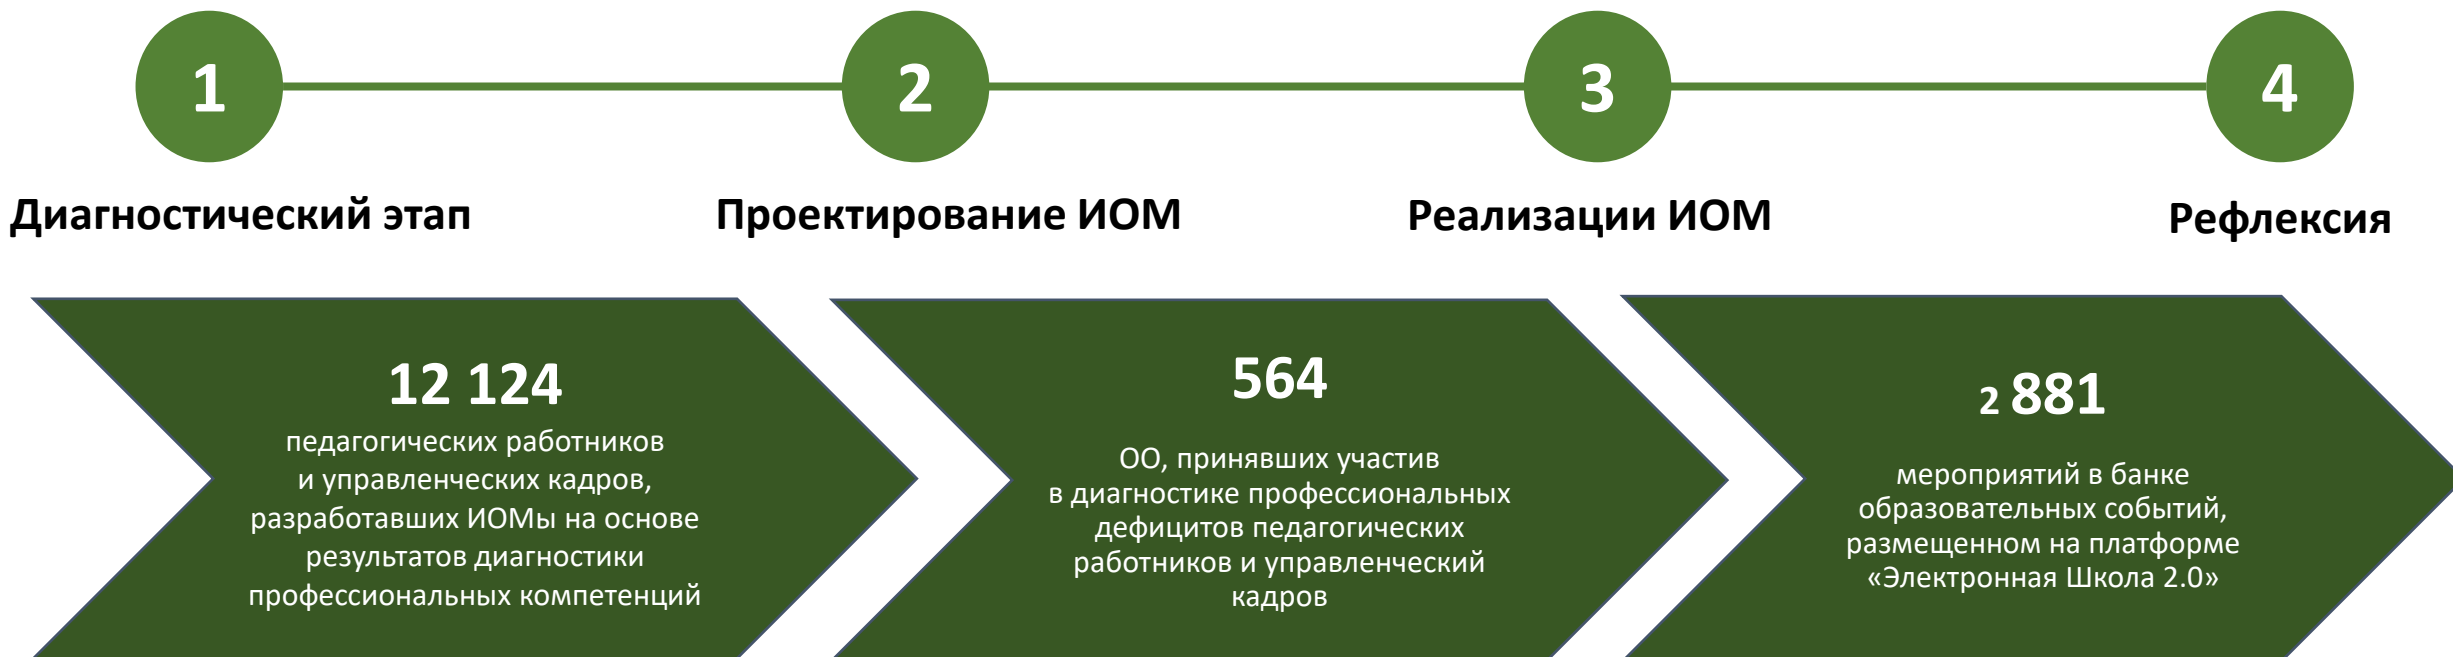 1
2
3
4
Диагностический этап
Проектирование ИОМ
Реализации ИОМ
Рефлексия
12 124
педагогических работников
и управленческих кадров,
разработавших ИОМы на основе
результатов диагностики
профессиональных компетенций
564
ОО, принявших участив
в диагностике профессиональных
дефицитов педагогических
работников и управленческий
кадров
2 881
мероприятий в банке
образовательных событий,
размещенном на платформе
«Электронная Школа 2.0»